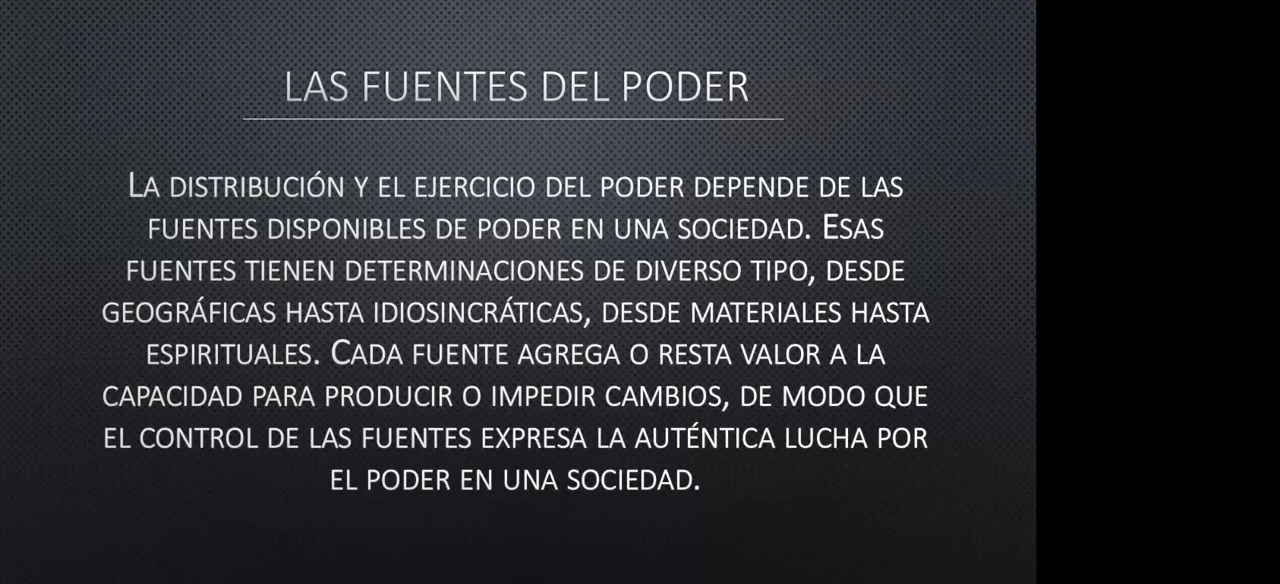 LAS FUENTES DEL PODER
LA DISTRIBUCIÓN Y EL EJERCICIO DEL PODER DEPENDE DE LAS
FUENTES DISPONIBLES DE PODER EN UNA SOCIEDAD. ESAS
FUENTES TIENEN DETERMINACIONES DE DIVERSO TIPO, DESDE
GEOGRÁFICAS HASTA IDIOSINCRÁTICAS, DESDE MATERIALES HASTA
ESPIRITUALES. CADA FUENTE AGREGA O RESTA VALOR A LA
CAPACIDAD PARA PRODUCIR O IMPEDIR CAMBIOS, DE MODO QUE
EL CONTROL DE LAS FUENTES EXPRESA LA AUTÉNTICA LUCHA POR
EL PODER EN UNA SOCIEDAD.